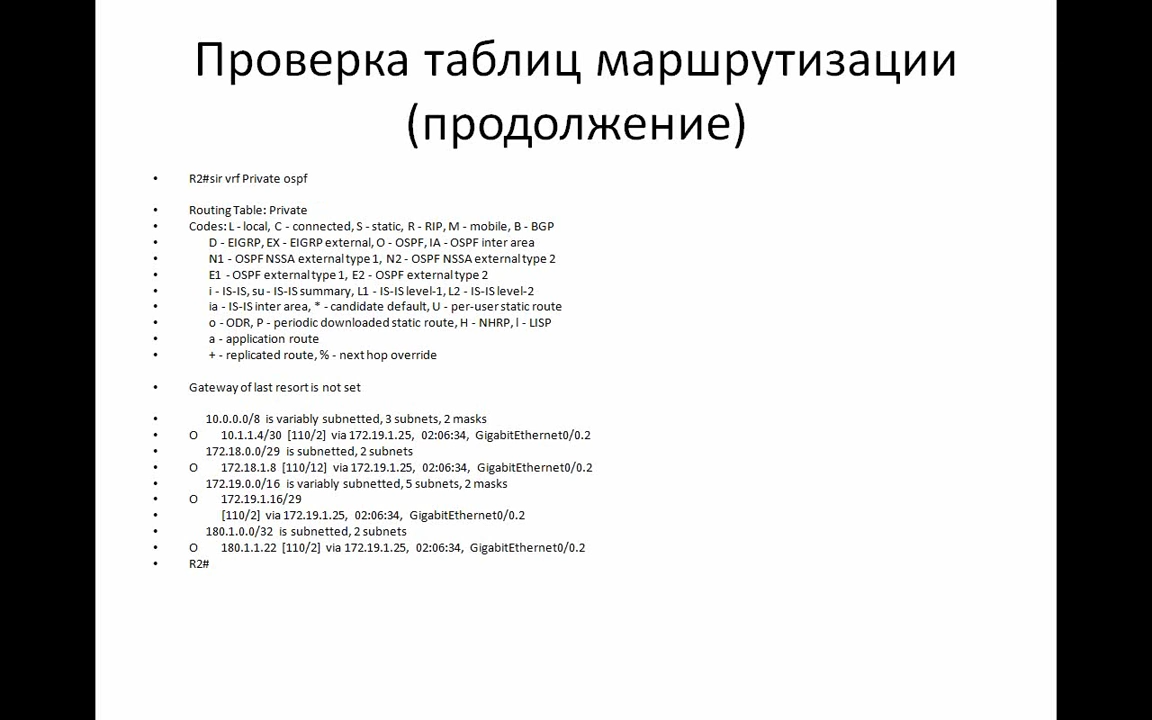 Проверка таблиц маршрутизации
(продолжение)
• R2#sir vrf Private ospf
• Routing Table: Private
• Codes: L - local, C - connected, S - static, R - RIP, M - mobile, B - BGP
• D - EIGRP, EX - EIGRP external, O - OSPF, IA - OSPF inter area
• N1 - OSPF NSSA external type 1, N2 - OSPF NSSA external type 2
• E1 - OSPF external type 1, E2 - OSPF external type 2
• i - IS-IS, su - IS-IS summary, L1 - IS-IS level-1, L2 - IS-IS level-2
• ia - IS-IS inter area, * - candidate default, U - per-user static route
• o - ODR, P - periodic downloaded static route, H - NHRP, l - LISP
• a - application route
• + - replicated route, % - next hop override
• Gateway of last resort is not set
• 10.0.0.0/8 is variably subnetted, 3 subnets, 2 masks
• O 10.1.1.4/30 [110/2] via 172.19.1.25, 02:06:34, GigabitEthernet0/0.2
• 172.18.0.0/29 is subnetted, 2 subnets
• O 172.18.1.8 [110/12] via 172.19.1.25, 02:06:34, GigabitEthernet0/0.2
• 172.19.0.0/16 is variably subnetted, 5 subnets, 2 masks
• O 172.19.1.16/29
• [110/2] via 172.19.1.25, 02:06:34, GigabitEthernet0/0.2
• 180.1.0.0/32 is subnetted, 2 subnets
• O 180.1.1.22 [110/2] via 172.19.1.25, 02:06:34, GigabitEthernet0/0.2
• R2#